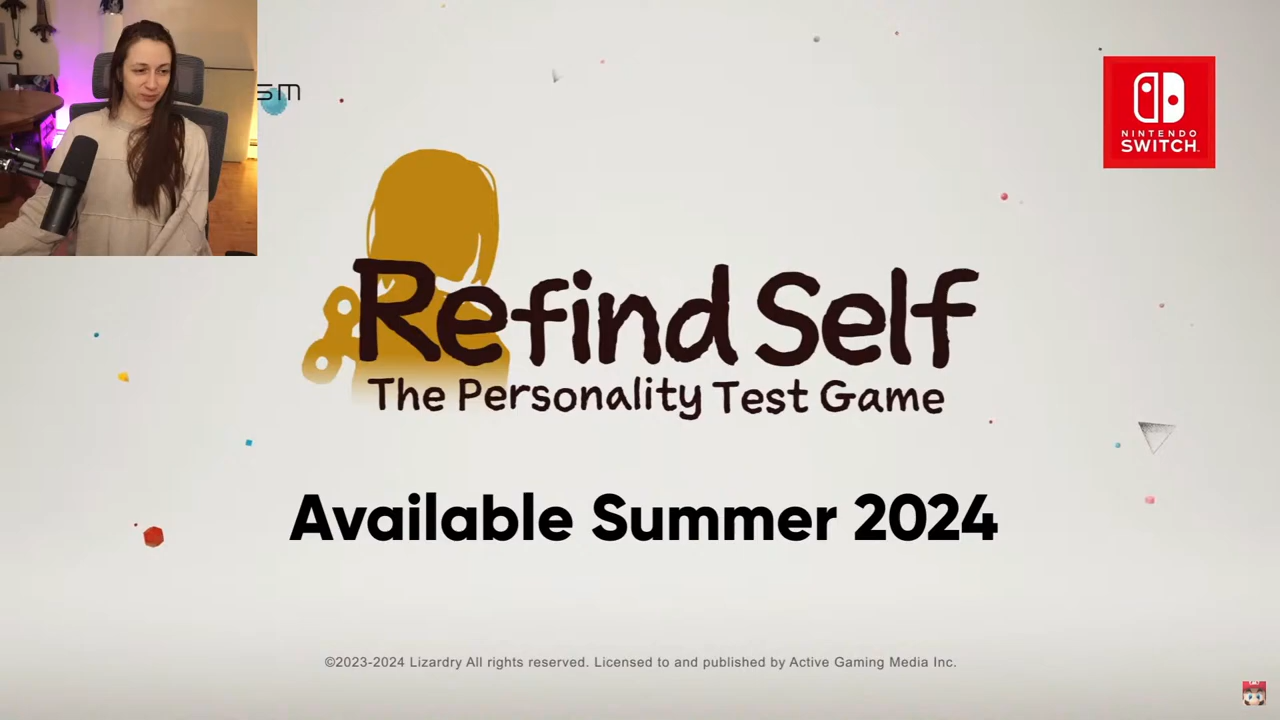 NINTENDO
SWITCH
Refind Self
The Personality Test Game
Available Summer 2024
©2023-2024 Lizardry All rights reserved. Licensed to and published by Active Gaming Media Inc.